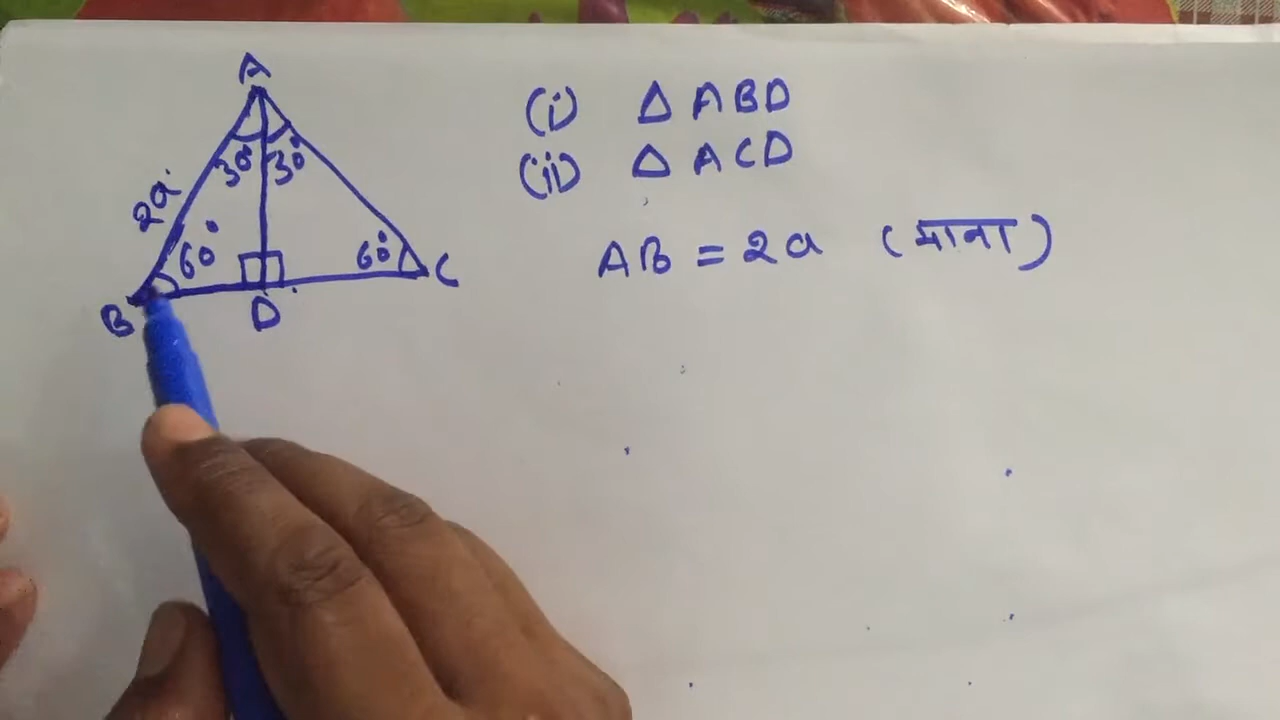 A
30° 30°
2a
60° 60°
B D C
(i) Δ ABD
(ii) Δ ACD
AB = 2a (माना)